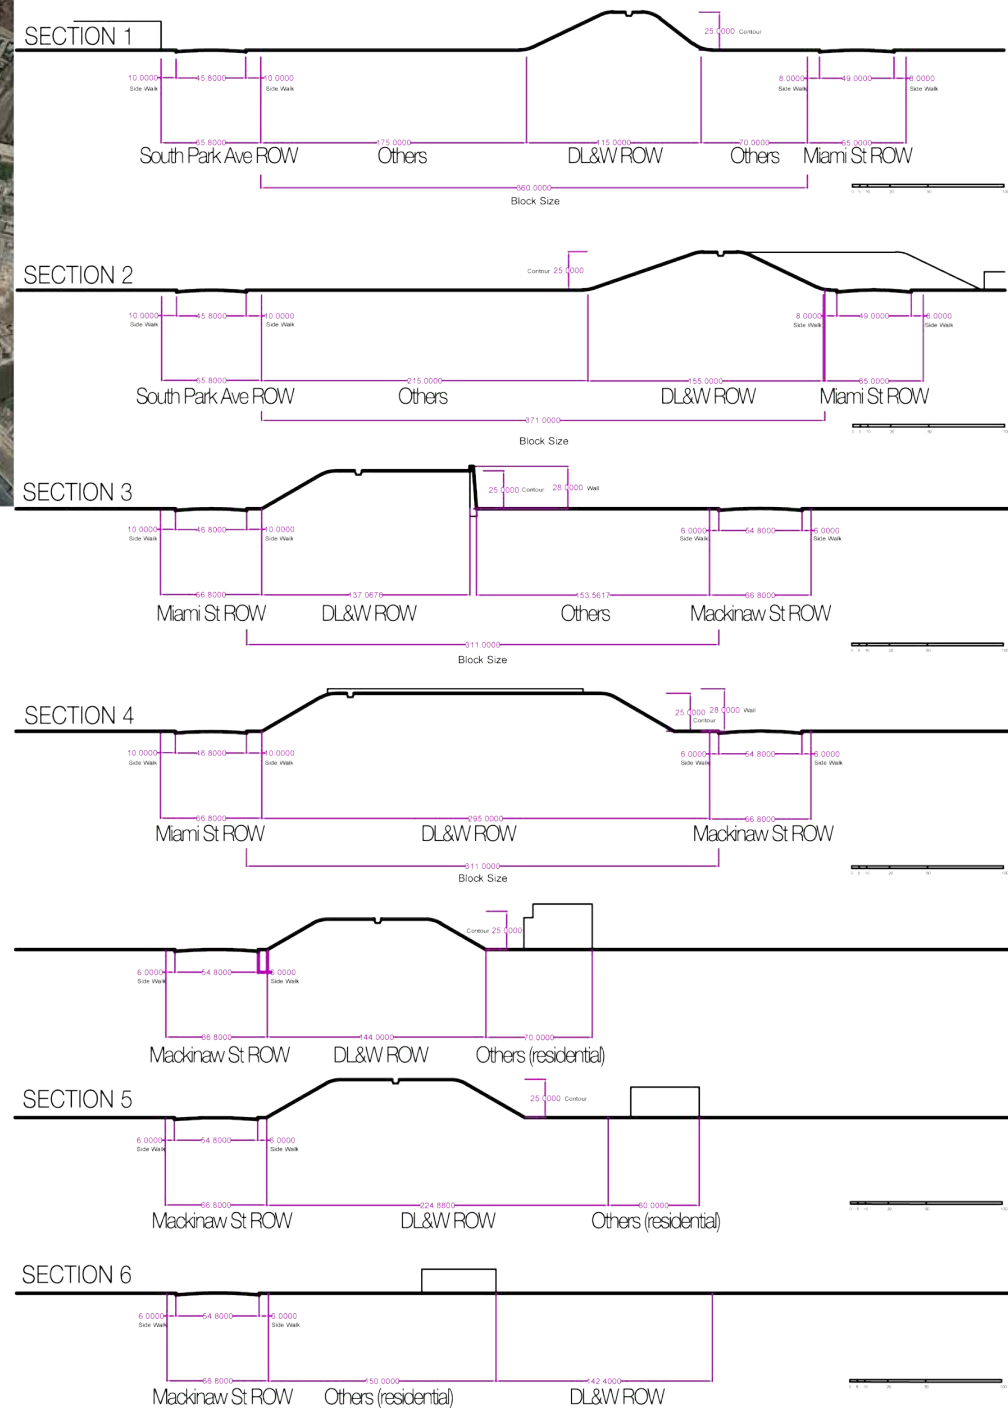 SECTION 1
25.0000 Contour
10.0000 45.8000 10.0000 8.0000 49.0000 8.0000
Side Walk Side Walk Side Walk Side Walk
65.8000 175.0000 115.0000 70.0000 65.0000
South Park Ave ROW Others DL&W ROW Others Miami St ROW
360.0000
Block Size
SECTION 2
Contour 25.0000
10.0000 45.8000 10.0000 8.0000 49.0000 8.0000
Side Walk Side Walk Side Walk Side Walk
65.8000 215.0000 155.0000 65.0000
South Park Ave ROW Others DL&W ROW Miami St ROW
371.0000
Block Size
SECTION 3
25.0000 Contour 28.0000 Wall
10.0000 46.8000 10.0000 6.0000 54.8000 6.0000
Side Walk Side Walk Side Walk Side Walk
66.8000 137.0676 153.5617 66.8000
Miami St ROW DL&W ROW Others Mackinaw St ROW
311.0000
Block Size
SECTION 4
25.0000 Contour 28.0000 Wall
10.0000 46.8000 10.0000 6.0000 54.8000 6.0000
Side Walk Side Walk Side Walk Side Walk
66.8000 295.0000 66.8000
Miami St ROW DL&W ROW Mackinaw St ROW
311.0000
Block Size
Contour 25.0000
6.0000 54.8000 6.0000
Side Walk Side Walk
66.8000 144.0000 70.0000
Mackinaw St ROW DL&W ROW Others (residential)
SECTION 5
25.0000 Contour
6.0000 54.8000 6.0000
Side Walk Side Walk
66.8000 224.8800 60.0000
Mackinaw St ROW DL&W ROW Others (residential)
SECTION 6
6.0000 54.8000 6.0000
Side Walk Side Walk
66.8000 150.0000 142.4000
Mackinaw St ROW Others (residential) DL&W ROW